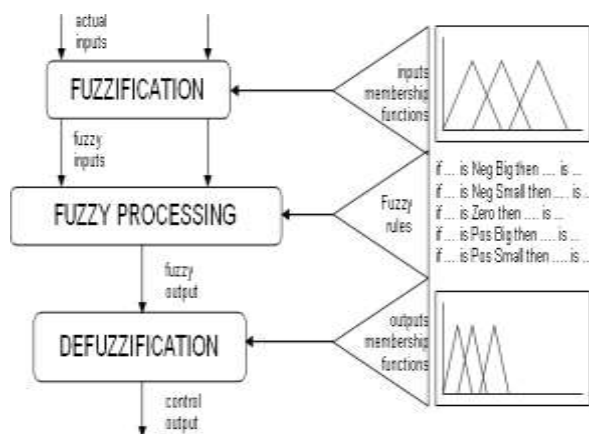 actual
inputs
FUZZIFICATION
inputs
membership
functions
fuzzy
inputs
if .... is Neg Big then ..... is ...
if .... is Neg Small then ..... is ...
if .... is Zero then ..... is ...
if .... is Pos Big then ..... is ...
if .... is Pos Small then ..... is ...
FUZZY PROCESSING
Fuzzy
rules
fuzzy
output
DEFUZZIFICATION
outputs
membership
functions
control
output